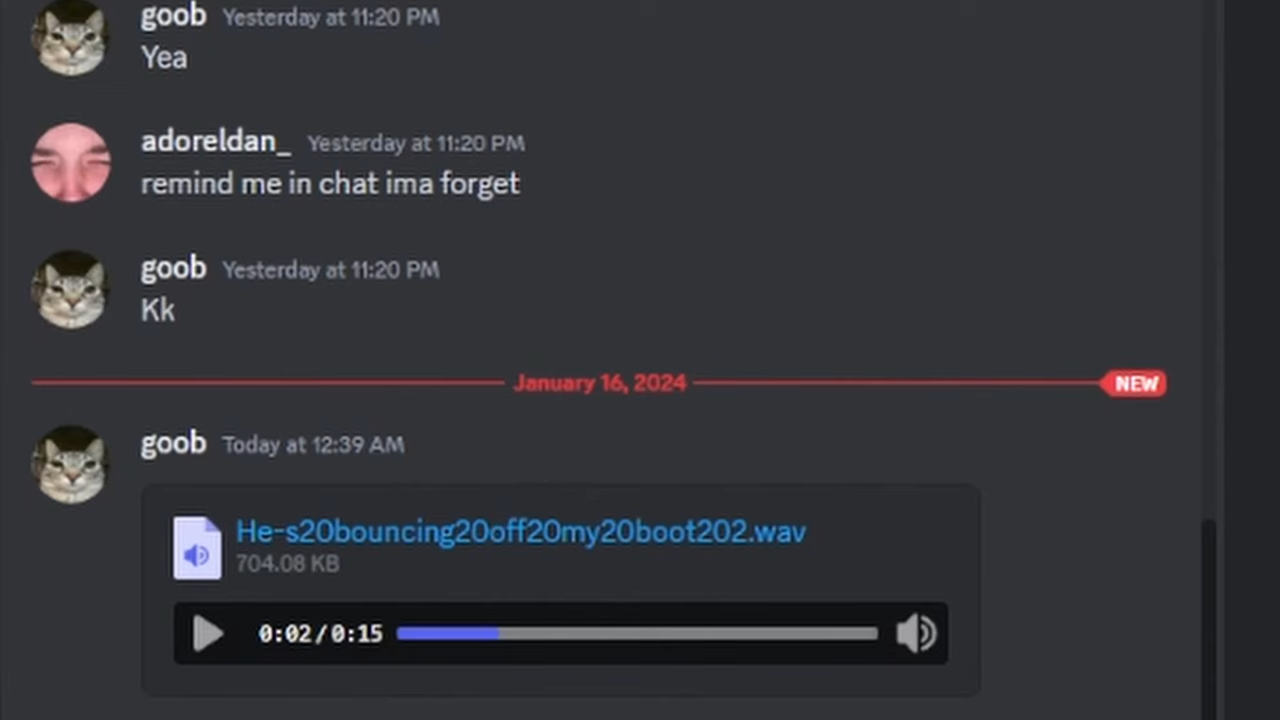 goob Yesterday at 11:20 PM
Yea
adoreldan_ Yesterday at 11:20 PM
remind me in chat ima forget
goob Yesterday at 11:20 PM
Kk
January 16, 2024 NEW
goob Today at 12:39 AM
He-s20bouncing20off20my20boot202.wav
704.08 KB
0:02/0:15